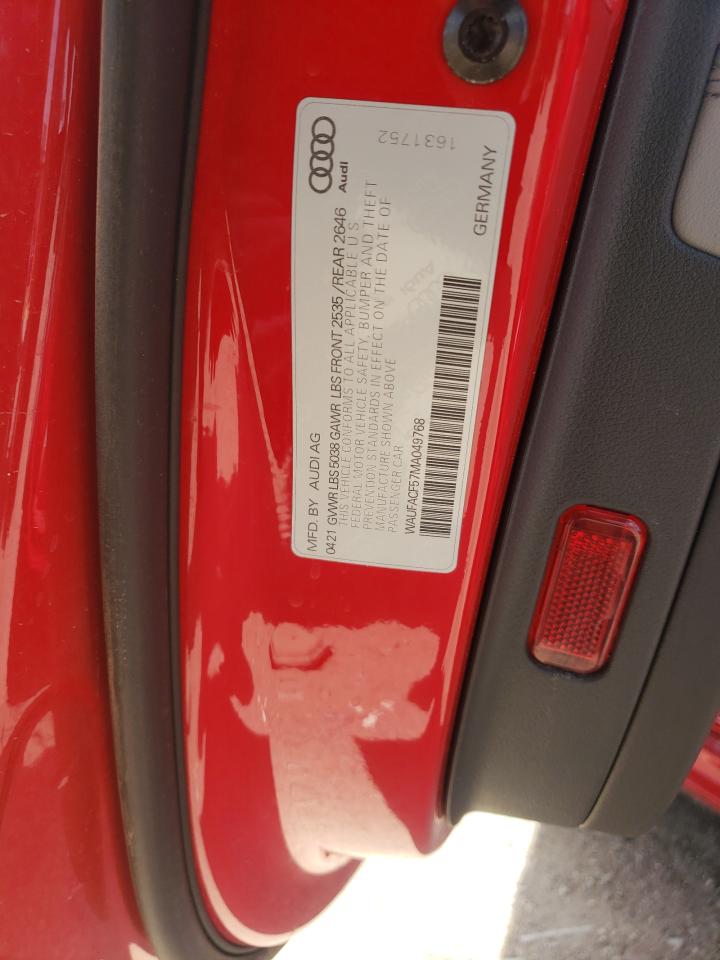 MFD. BY AUDI AG
Audi
0421 GVWR LBS 5038 GAWR LBS FRONT 2535 /REAR 2646
THIS VEHICLE CONFORMS TO ALL APPLICABLE U S
FEDERAL MOTOR VEHICLE SAFETY, BUMPER AND THEFT
PREVENTION STANDARDS IN EFFECT ON THE DATE OF
MANUFACTURE SHOWN ABOVE
PASSENGER CAR
1631752
WAUFACF57MA049768
GERMANY